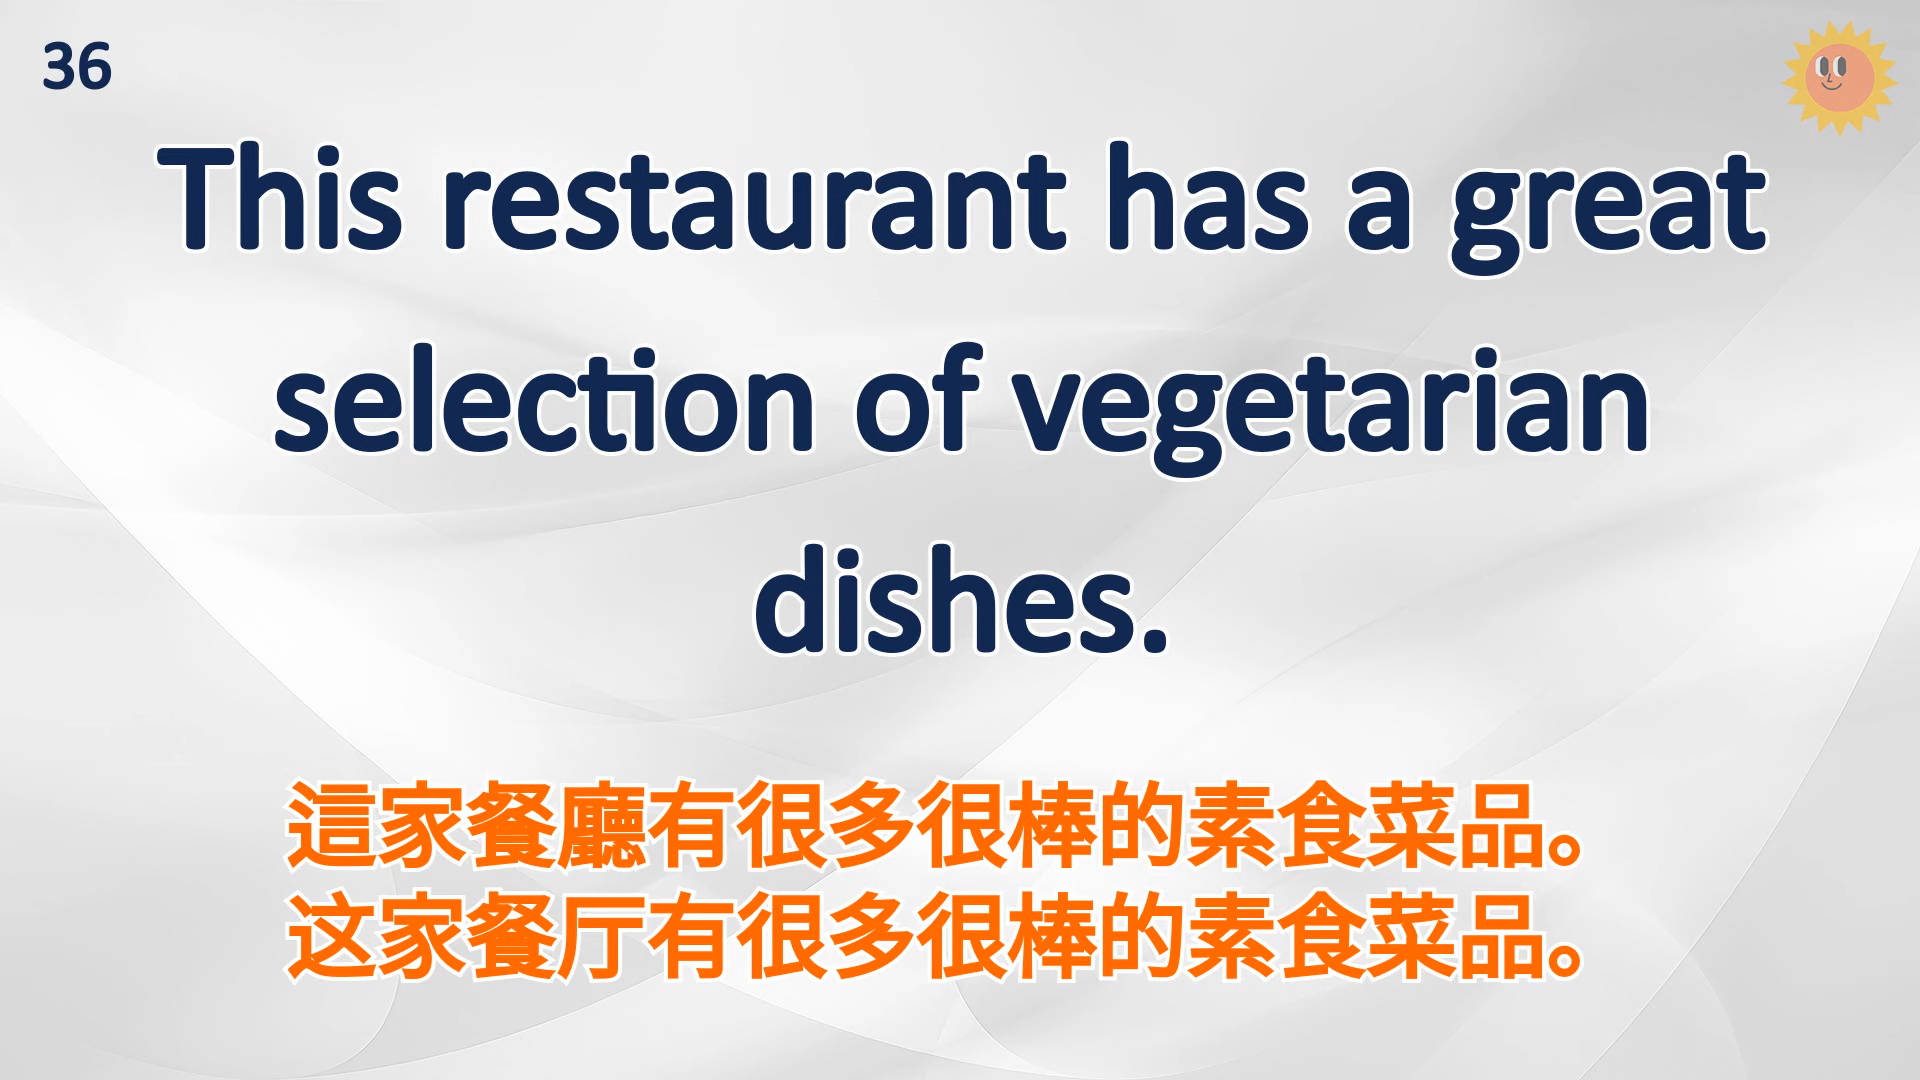 36
This restaurant has a great
selection of vegetarian
dishes.
這家餐廳有很多很棒的素食菜品。
这家餐厅有很多很棒的素食菜品。